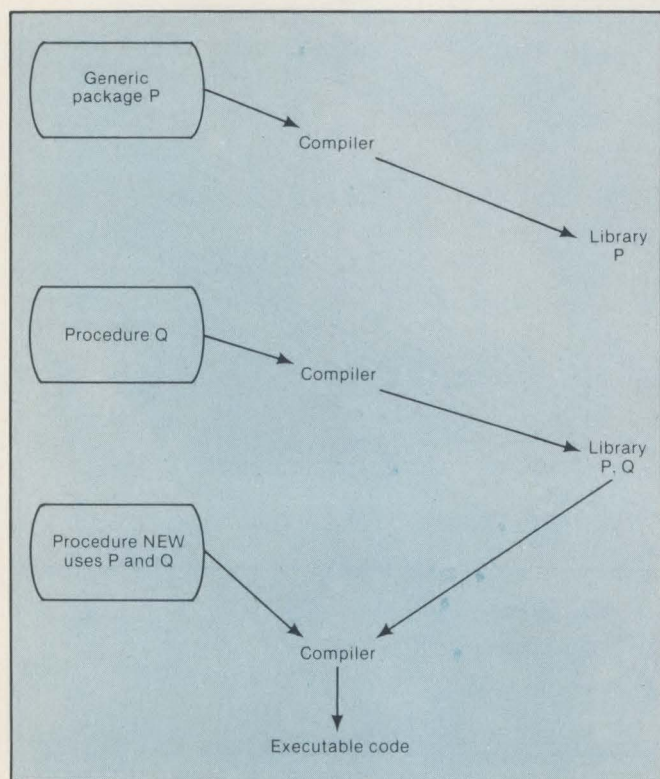 Generic
package P
Compiler
Library
P
Procedure Q
Compiler
Library
P, Q
Procedure NEW
uses P and Q
Compiler
Executable code